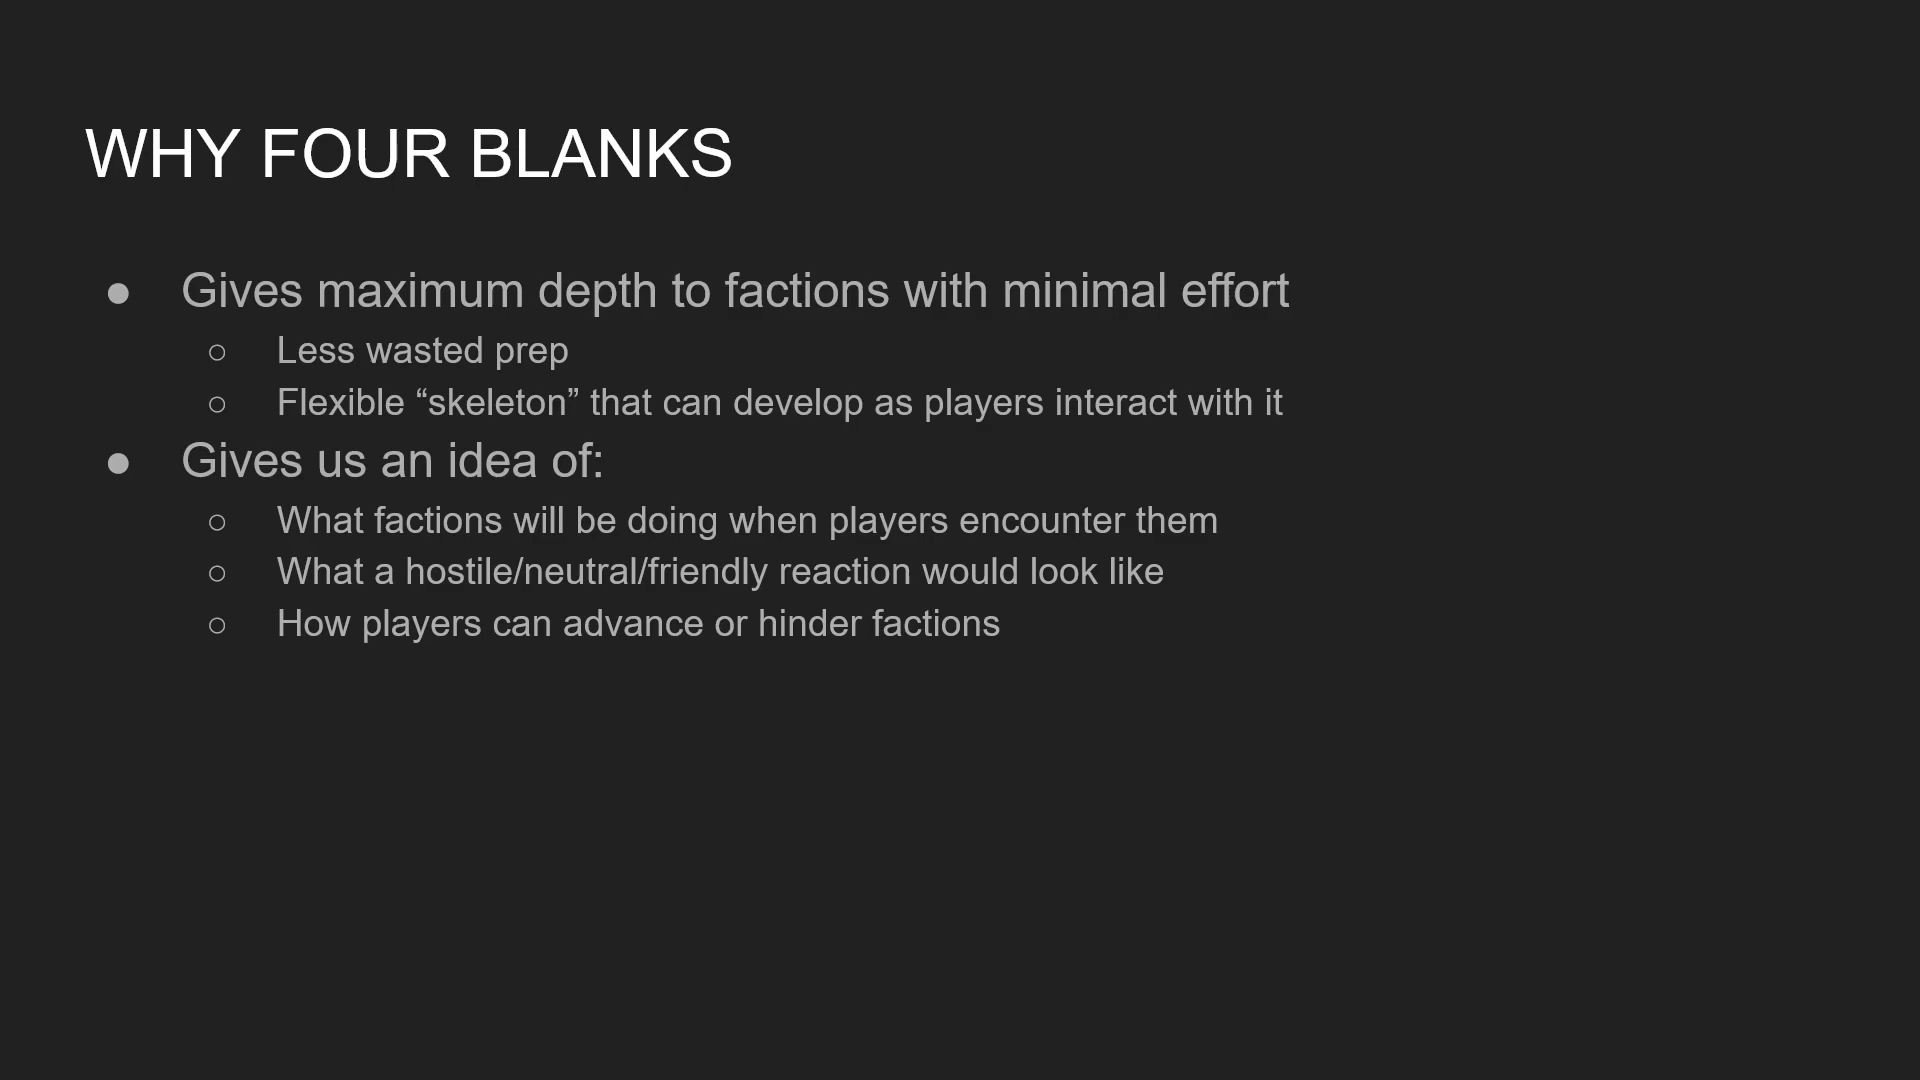 WHY FOUR BLANKS
● Gives maximum depth to factions with minimal effort
○ Less wasted prep
○ Flexible “skeleton” that can develop as players interact with it
● Gives us an idea of:
○ What factions will be doing when players encounter them
○ What a hostile/neutral/friendly reaction would look like
○ How players can advance or hinder factions